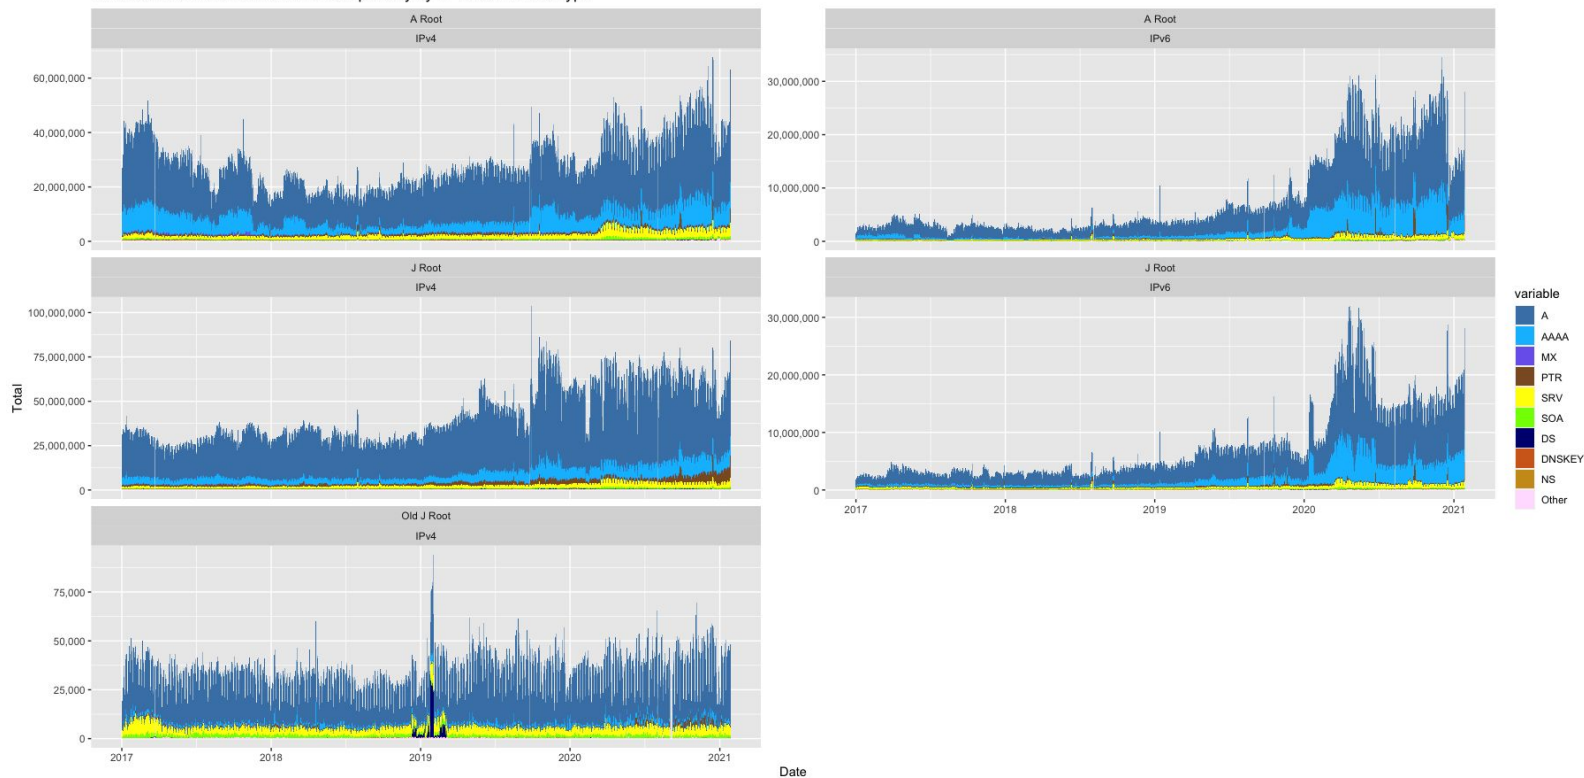 A Root
IPv4
60,000,000
40,000,000
20,000,000
0
A Root
IPv6
30,000,000
20,000,000
10,000,000
0
J Root
IPv4
100,000,000
75,000,000
50,000,000
25,000,000
0
J Root
IPv6
30,000,000
20,000,000
10,000,000
0
2017 2018 2019 2020 2021
Old J Root
IPv4
75,000
50,000
25,000
0
2017 2018 2019 2020 2021
Total
Date
variable
A
AAAA
MX
PTR
SRV
SOA
DS
DNSKEY
NS
Other